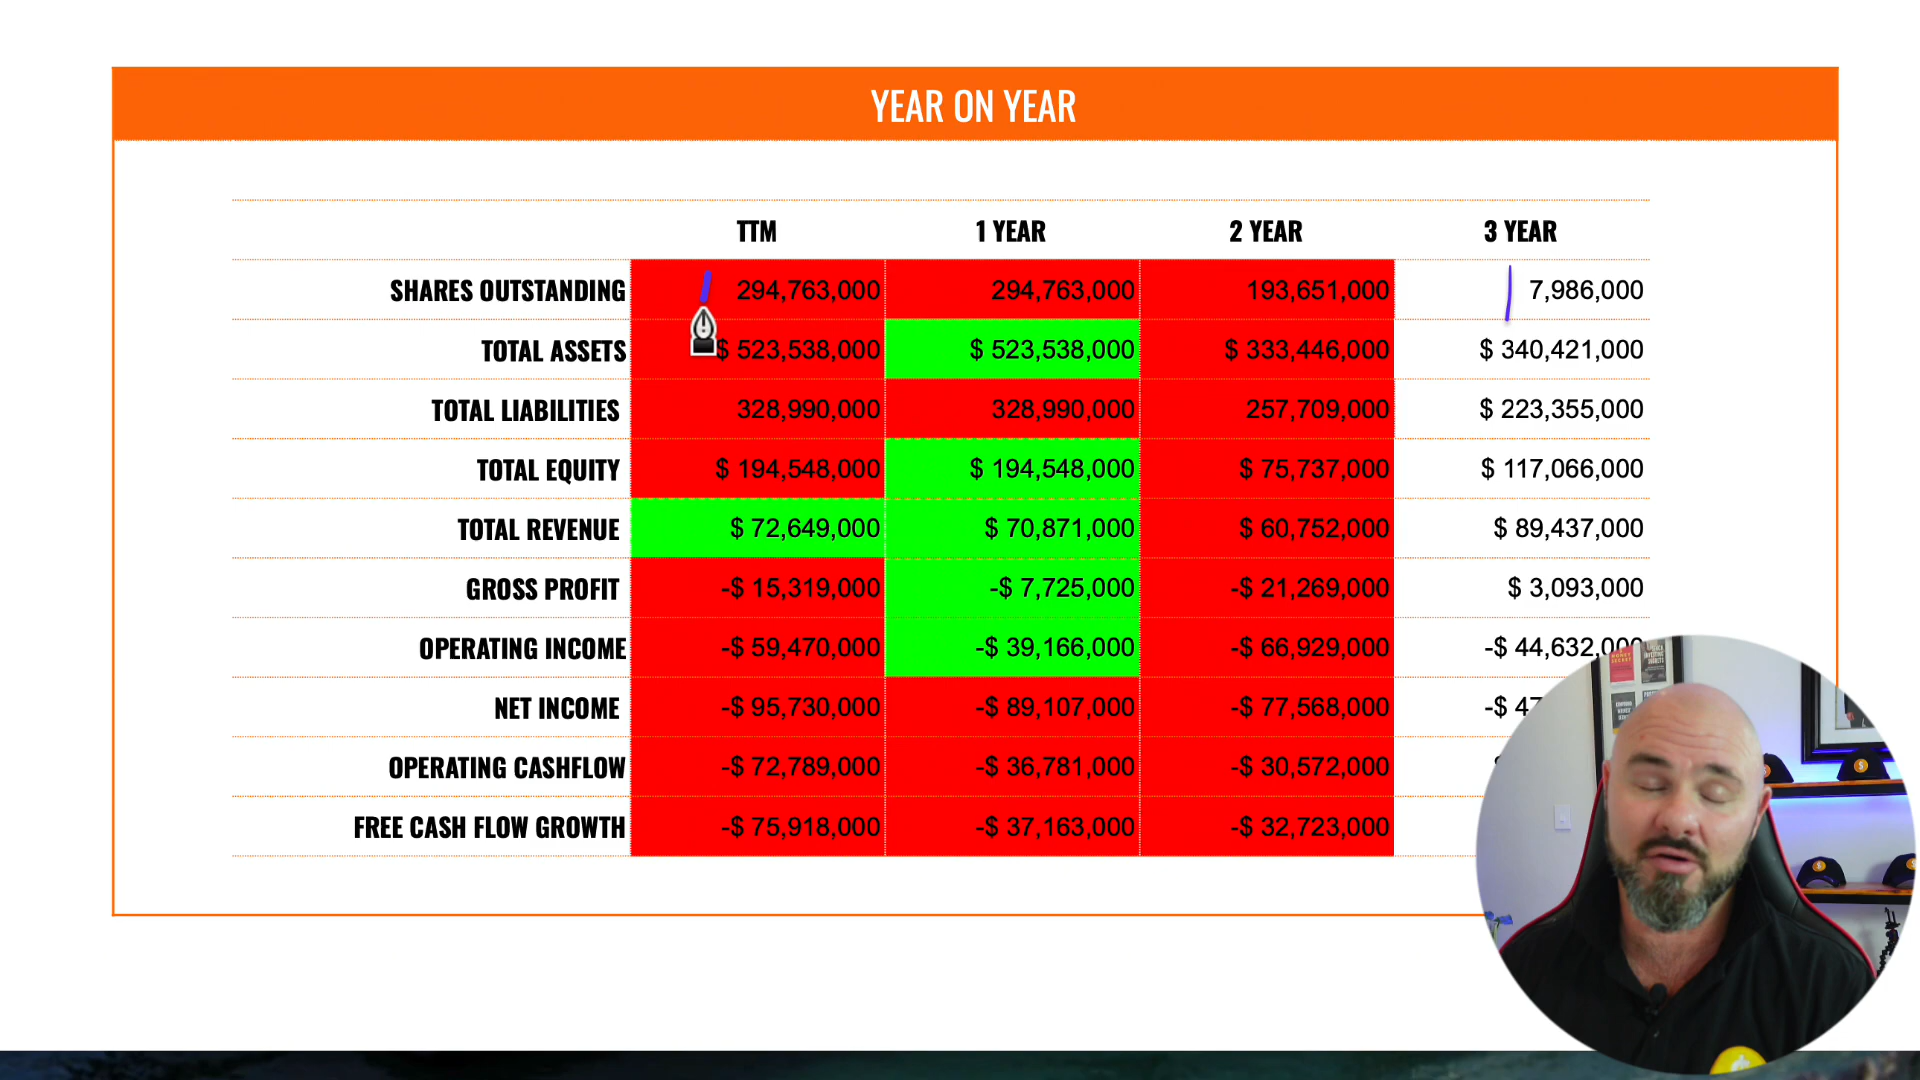 YEAR ON YEAR
TTM 1 YEAR 2 YEAR 3 YEAR
SHARES OUTSTANDING 294,763,000 294,763,000 193,651,000 7,986,000
TOTAL ASSETS $ 523,538,000 $ 523,538,000 $ 333,446,000 $ 340,421,000
TOTAL LIABILITIES 328,990,000 328,990,000 257,709,000 $ 223,355,000
TOTAL EQUITY $ 194,548,000 $ 194,548,000 $ 75,737,000 $ 117,066,000
TOTAL REVENUE $ 72,649,000 $ 70,871,000 $ 60,752,000 $ 89,437,000
GROSS PROFIT -$ 15,319,000 -$ 7,725,000 -$ 21,269,000 $ 3,093,000
OPERATING INCOME -$ 59,470,000 -$ 39,166,000 -$ 66,929,000 -$ 44,632,000
NET INCOME -$ 95,730,000 -$ 89,107,000 -$ 77,568,000 -$ 47
OPERATING CASHFLOW -$ 72,789,000 -$ 36,781,000 -$ 30,572,000
FREE CASH FLOW GROWTH -$ 75,918,000 -$ 37,163,000 -$ 32,723,000